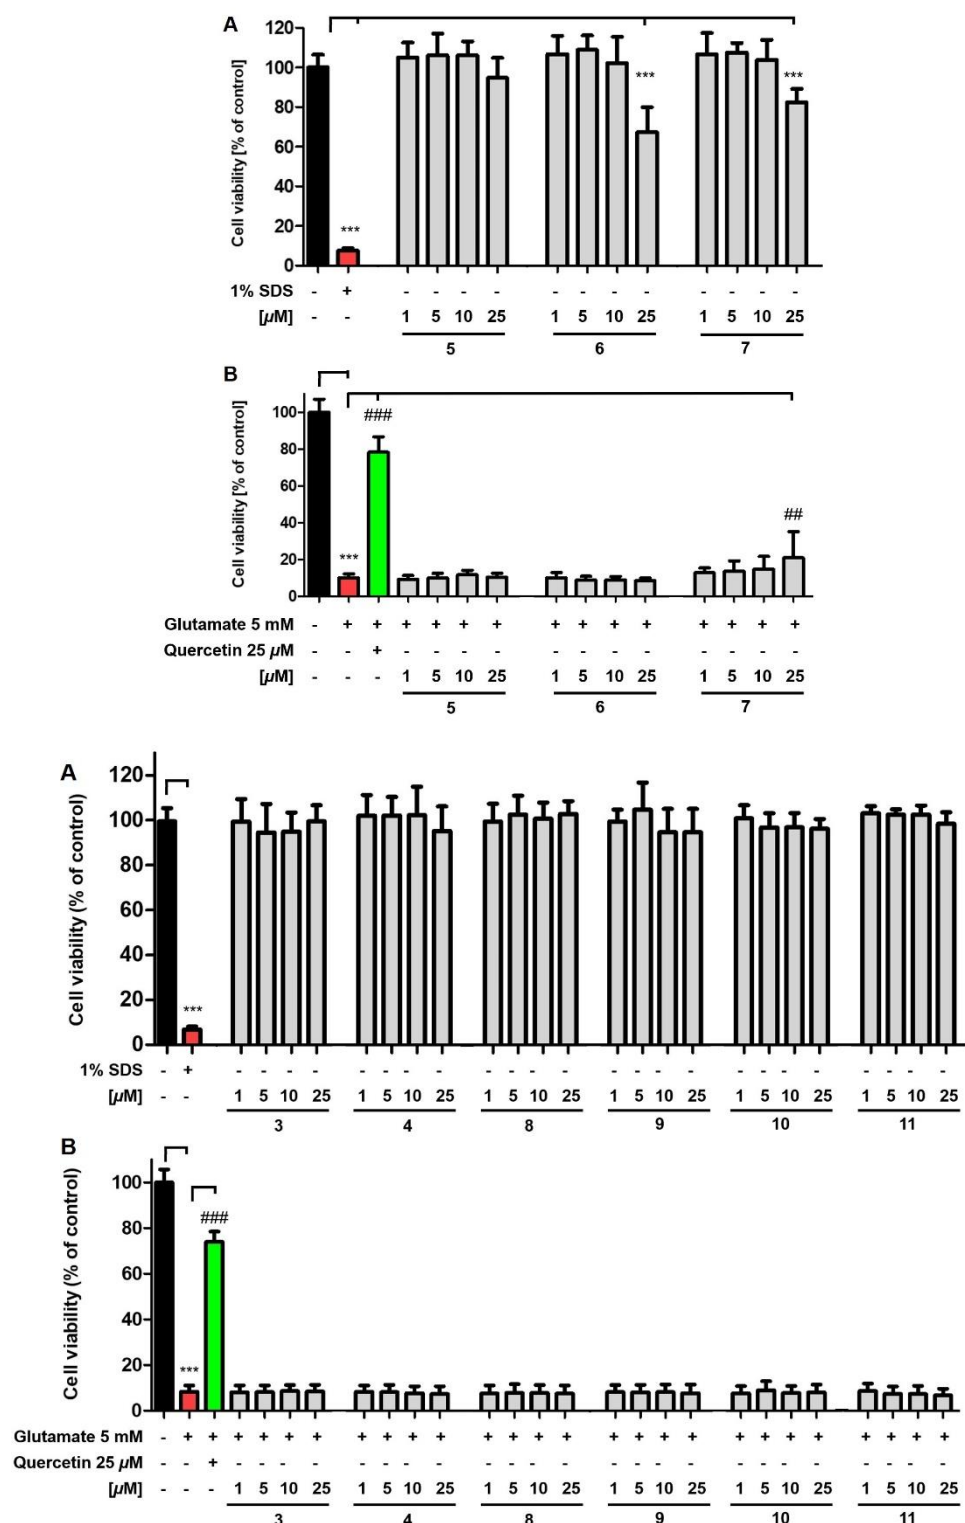 A
Cell viability [% of control]
120
100
80
60
40
20
0
***
***
***
1% SDS - + - - - - - - - - - - - -
[µM] - - 1 5 10 25 1 5 10 25 1 5 10 25
5 6 7
B
Cell viability [% of control]
100
80
60
40
20
0
***
###
##
Glutamate 5 mM - + + + + + + + + + + + + + +
Quercetin 25 µM - - + - - - - - - - - - - - -
[µM] - - - 1 5 10 25 1 5 10 25 1 5 10 25
5 6 7
A
Cell viability (% of control)
120
100
80
60
40
20
0
***
1% SDS - + - - - - - - - - - - - - - - - - - - - - - - - -
[µM] - - 1 5 10 25 1 5 10 25 1 5 10 25 1 5 10 25 1 5 10 25 1 5 10 25
3 4 8 9 10 11
B
Cell viability (% of control)
100
80
60
40
20
0
***
###
Glutamate 5 mM - + + + + + + + + + + + + + + + + + + + + + + + + + +
Quercetin 25 µM - - + - - - - - - - - - - - - - - - - - - - - - - - -
[µM] - - - 1 5 10 25 1 5 10 25 1 5 10 25 1 5 10 25 1 5 10 25 1 5 10 25
3 4 8 9 10 11